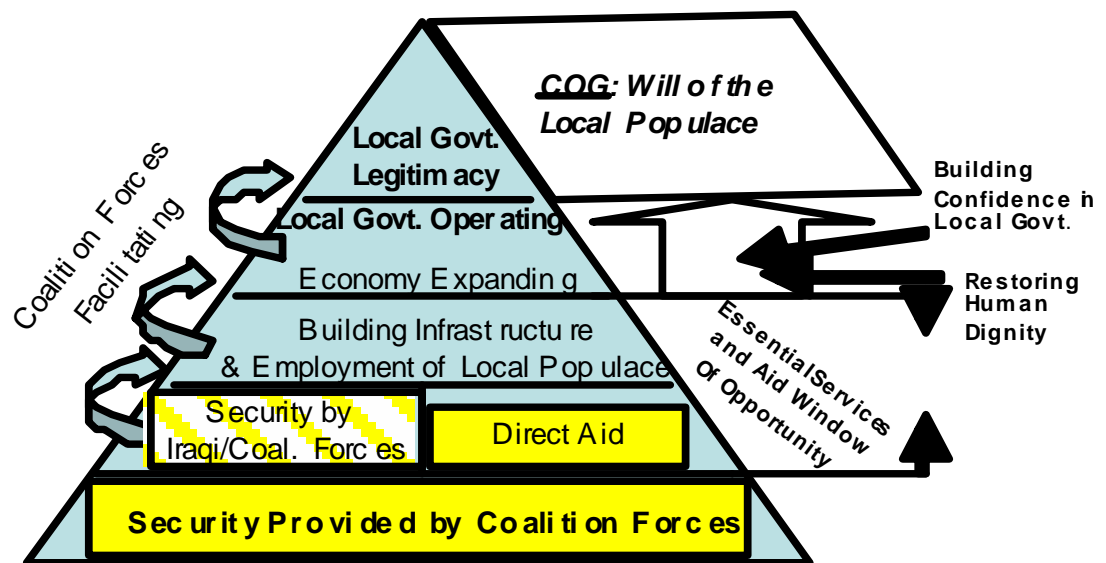 COG: Will of the
Local Populace
Local Govt.
Legitimacy
Local Govt. Operating
Economy Expanding
Building Infrastructure
& Employment of Local Populace
Security by
Iraqi/Coal. Forces
Direct Aid
Security Provided by Coalition Forces
Coalition Forces
Facilitating
Building
Confidence in
Local Govt.
Restoring
Human
Dignity
Essential Services
and Aid Window
Of Opportunity